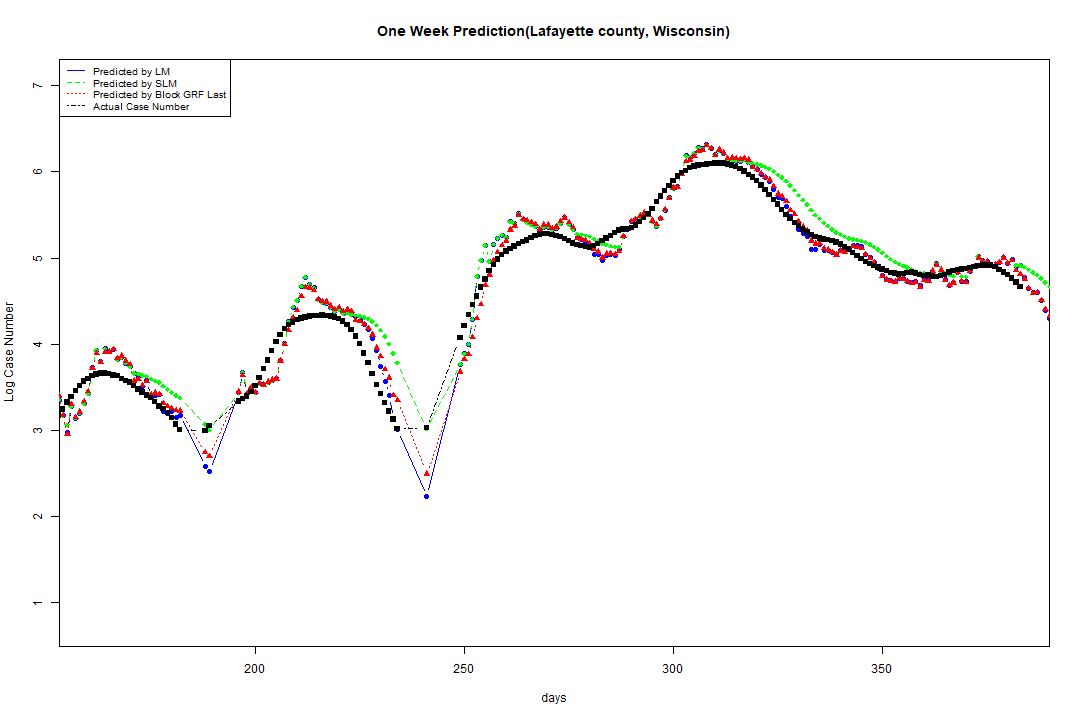 One Week Prediction(Lafayette county, Wisconsin)
Predicted by LM
Predicted by SLM
Predicted by Block GRF Last
Actual Case Number
Log Case Number
7
6
5
4
3
2
1
200
250
300
350
days